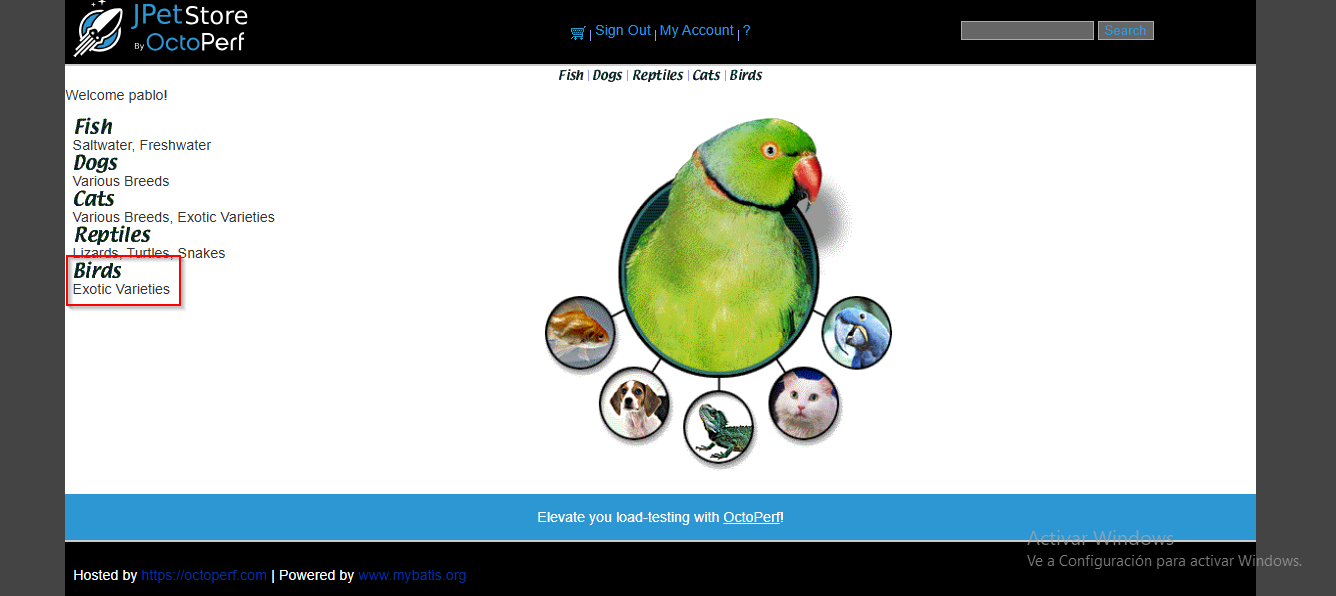 JPetStore
By OctoPerf
Sign Out | My Account | ?
Search
Fish | Dogs | Reptiles | Cats | Birds
Welcome pablo!
Fish
Saltwater, Freshwater
Dogs
Various Breeds
Cats
Various Breeds, Exotic Varieties
Reptiles
Lizards, Turtles, Snakes
Birds
Exotic Varieties
Elevate you load-testing with OctoPerf!
Activar Windows
Ve a Configuración para activar Windows.
Hosted by https://octoperf.com | Powered by www.mybatis.org